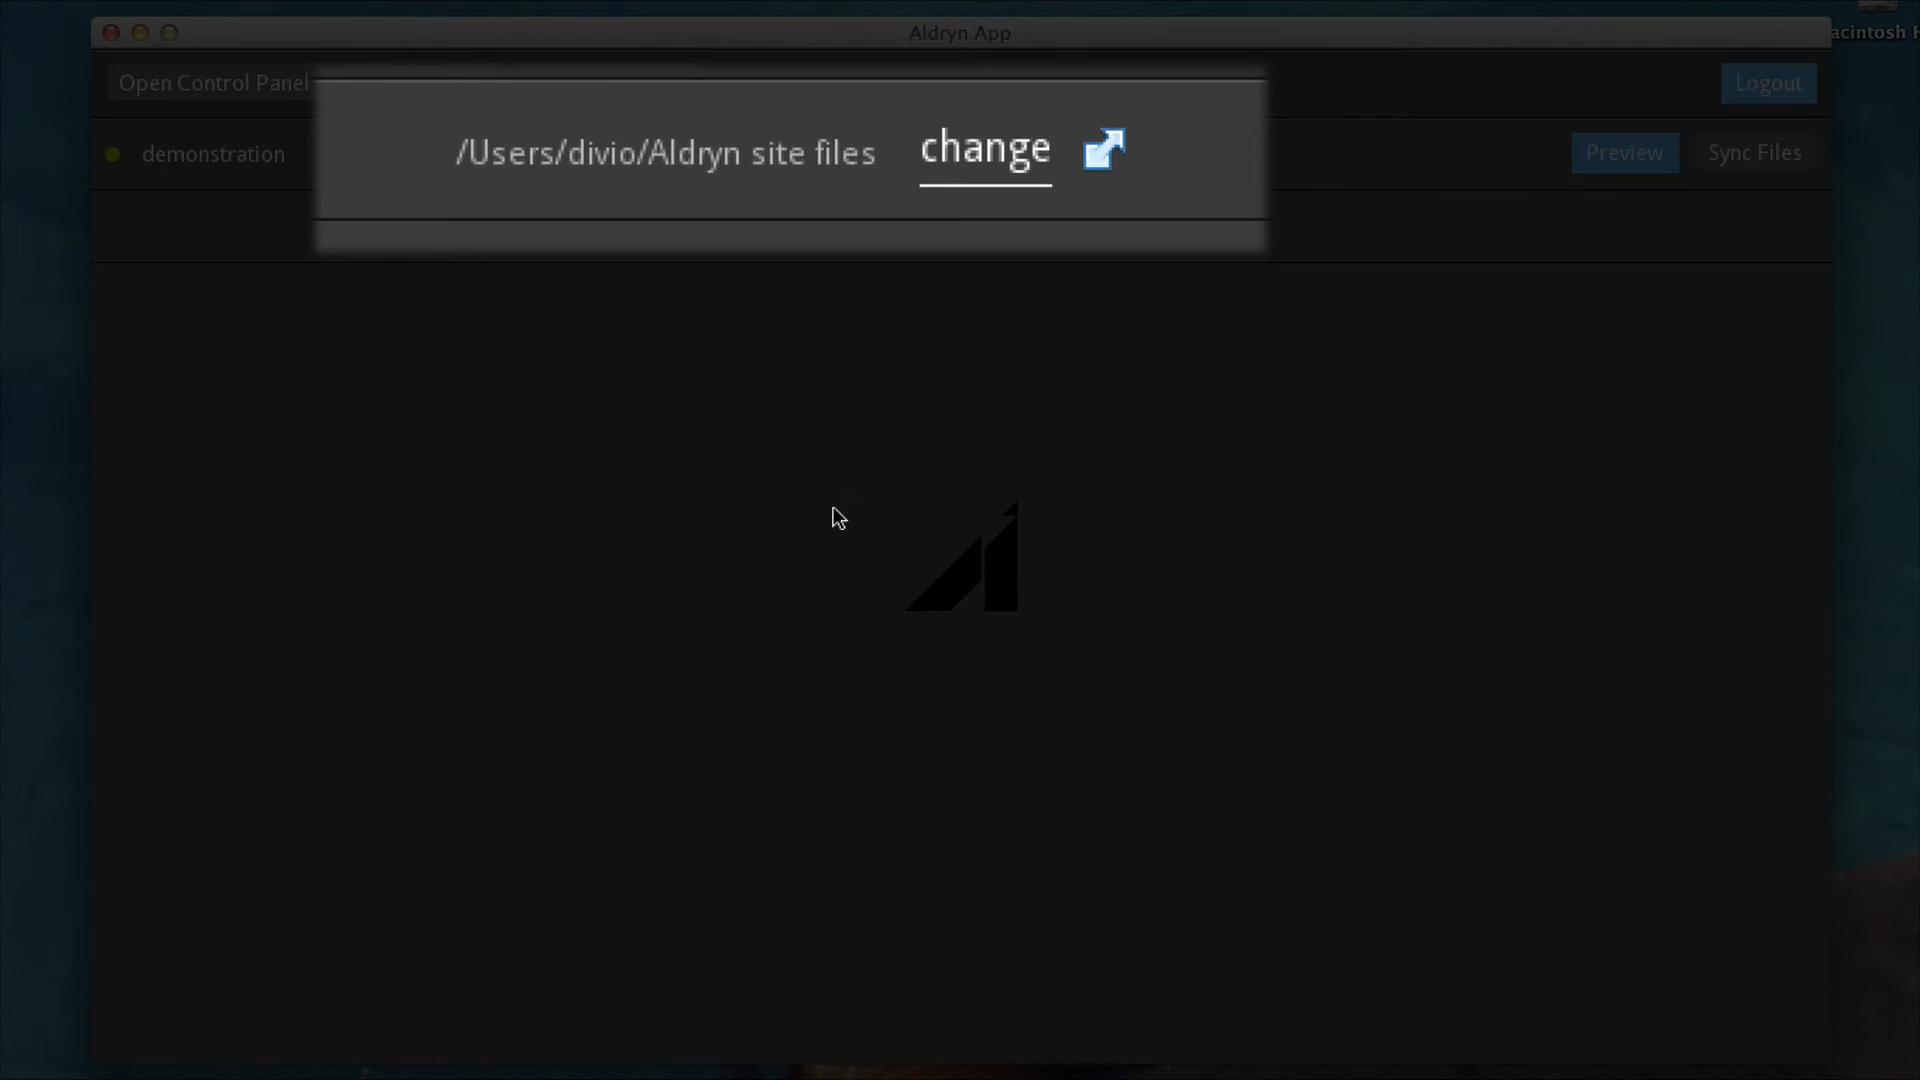 Aldryn App
acintosh H
Open Control Panel
Logout
demonstration
/Users/divio/Aldryn site files change
Preview
Sync Files